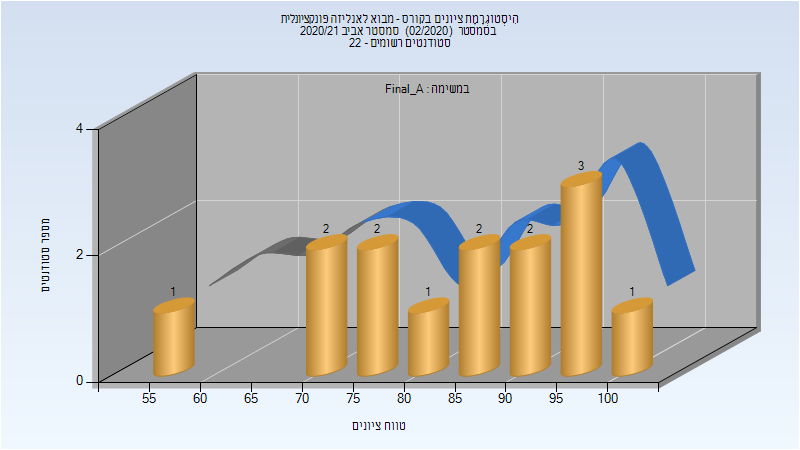 הִיסְטוֹגְרָמַת ציונים בקורס - מבוא לאנליזה פונקציונלית
בסמסטר (02/2020) סמסטר אביב 2020/21
סטודנטים רשומים - 22
במשימה : Final_A
מספר סטודנטים
4
2
0
1
2
2
1
2
2
3
1
55 60 65 70 75 80 85 90 95 100
טווח ציונים